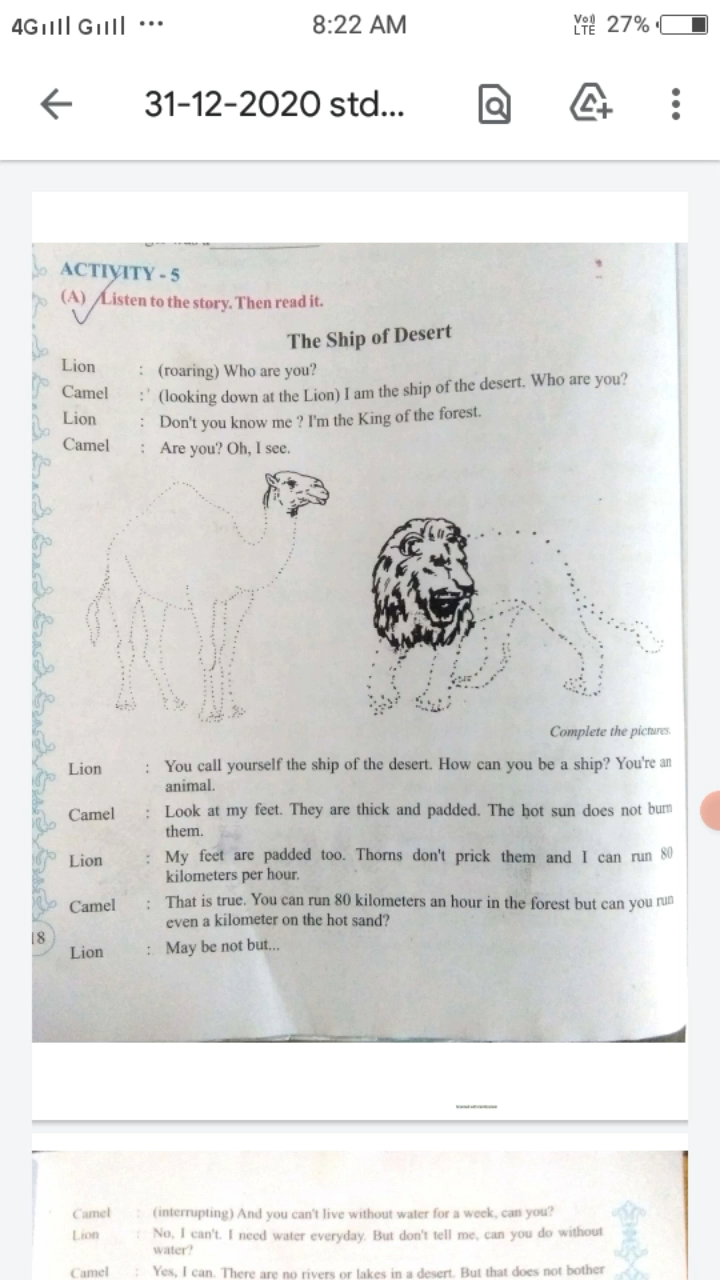 4G G ...
8:22 AM
Vo) LTE 27%
31-12-2020 std...
ACTIVITY - 5
(A) Listen to the story. Then read it.
The Ship of Desert
Lion : (roaring) Who are you?
Camel : (looking down at the Lion) I am the ship of the desert. Who are you?
Lion : Don't you know me ? I'm the King of the forest.
Camel : Are you? Oh, I see.
Complete the pictures.
Lion : You call yourself the ship of the desert. How can you be a ship? You're an
animal.
Camel : Look at my feet. They are thick and padded. The hot sun does not burn
them.
Lion : My feet are padded too. Thorns don't prick them and I can run 80
kilometers per hour.
Camel : That is true. You can run 80 kilometers an hour in the forest but can you run
even a kilometer on the hot sand?
18
Lion : May be not but...
Camel : (interrupting) And you can't live without water for a week, can you?
Lion : No, I can't. I need water everyday. But don't tell me, can you do without
water?
Camel : Yes, I can. There are no rivers or lakes in a desert. But that does not bother